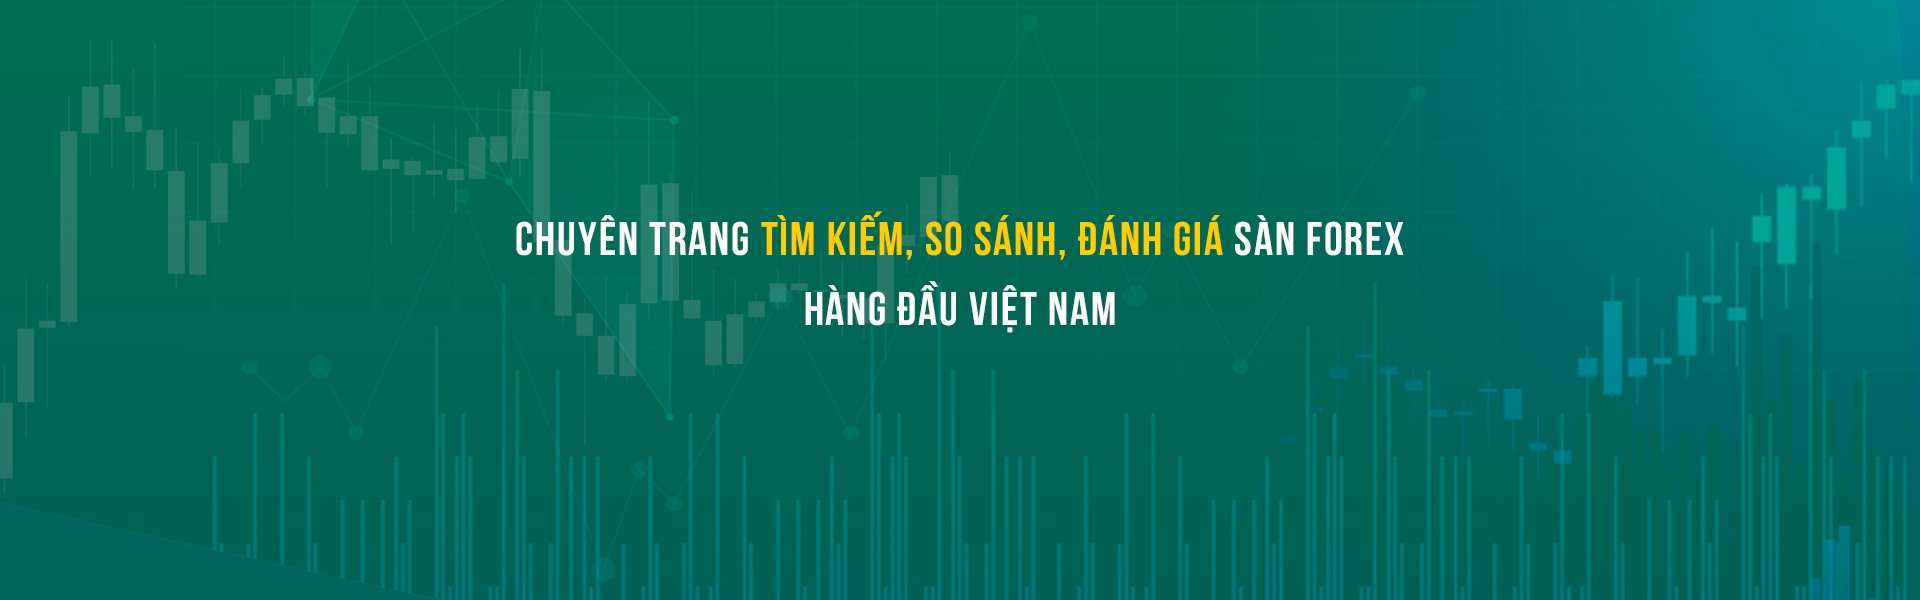 CHUYÊN TRANG TÌM KIẾM, SO SÁNH, ĐÁNH GIÁ SÀN FOREX
HÀNG ĐẦU VIỆT NAM